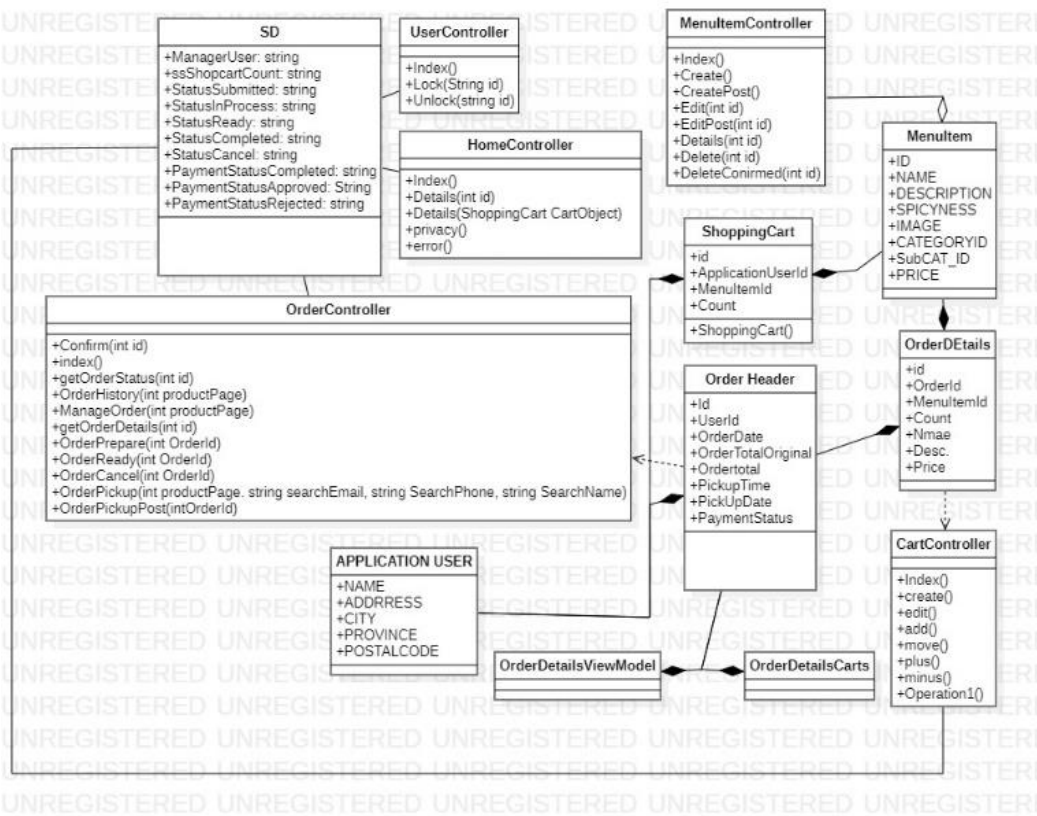 SD
+ManagerUser: string
+ssShopcartCount: string
+StatusSubmitted: string
+StatusInProcess: string
+StatusReady: string
+StatusCompleted: string
+StatusCancel: string
+PaymentStatusCompleted: string
+PaymentStatusApproved: String
+PaymentStatusRejected: string
UserController
+Index()
+Lock(String id)
+Unlock(string id)
HomeController
+Index()
+Details(int id)
+Details(ShoppingCart CartObject)
+privacy()
+error()
MenuItemController
+Index()
+Create()
+CreatePost()
+Edit(int id)
+EditPost(int id)
+Details(int id)
+Delete(int id)
+DeleteConirmed(int id)
MenuItem
+ID
+NAME
+DESCRIPTION
+SPICYNESS
+IMAGE
+CATEGORYID
+SubCAT_ID
+PRICE
ShoppingCart
+id
+ApplicationUserId
+MenuItemId
+Count
+ShoppingCart()
OrderController
+Confirm(int id)
+index()
+getOrderStatus(int id)
+OrderHistory(int productPage)
+ManageOrder(int productPage)
+getOrderDetails(int id)
+OrderPrepare(int OrderId)
+OrderReady(int OrderId)
+OrderCancel(int OrderId)
+OrderPickup(int productPage. string searchEmail, string SearchPhone, string SearchName)
+OrderPickupPost(intOrderId)
Order Header
+Id
+UserId
+OrderDate
+OrderTotalOriginal
+Ordertotal
+PickupTime
+PickUpDate
+PaymentStatus
OrderDEtails
+id
+OrderId
+MenuItemId
+Count
+Nmae
+Desc.
+Price
APPLICATION USER
+NAME
+ADDRRESS
+CITY
+PROVINCE
+POSTALCODE
CartController
+Index()
+create()
+edit()
+add()
+move()
+plus()
+minus()
+Operation1()
OrderDetailsViewModel
OrderDetailsCarts
UNREGISTERED UNREGISTERED UNREGISTERED UNREGISTERED UNREGISTERED